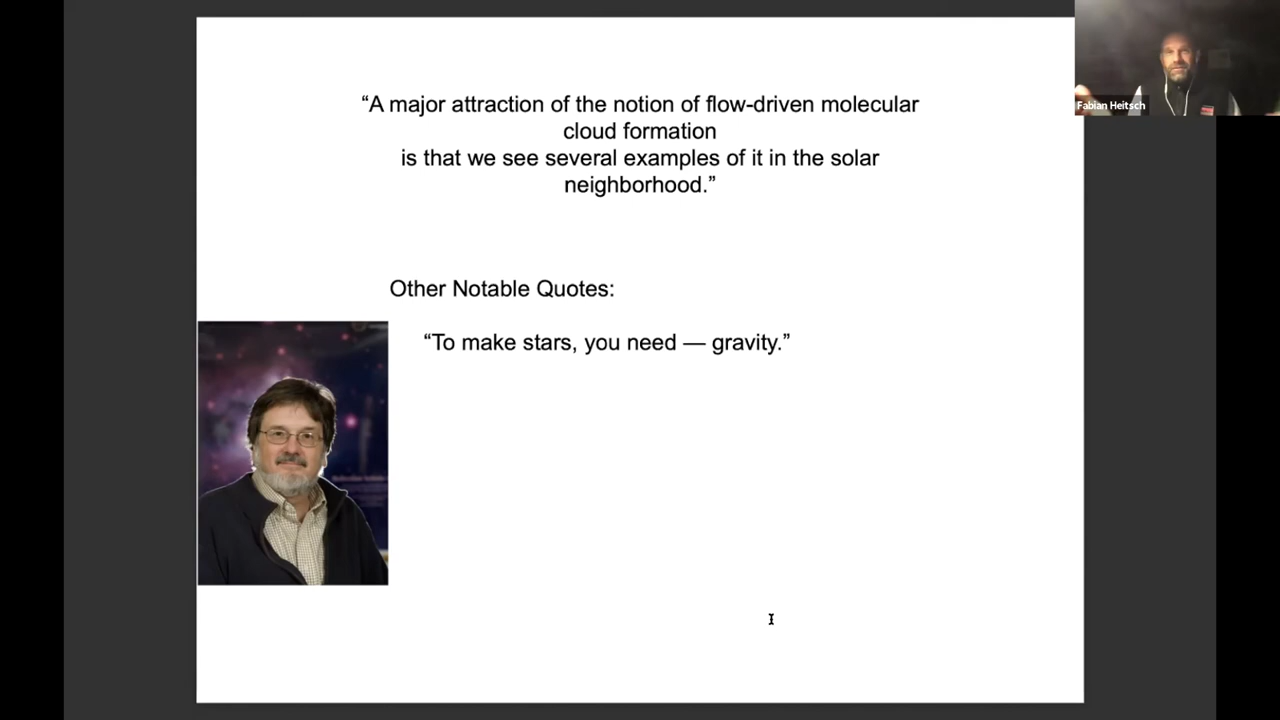 “A major attraction of the notion of flow-driven molecular
cloud formation
is that we see several examples of it in the solar
neighborhood.”
Other Notable Quotes:
“To make stars, you need — gravity.”
Fabian Heitsch